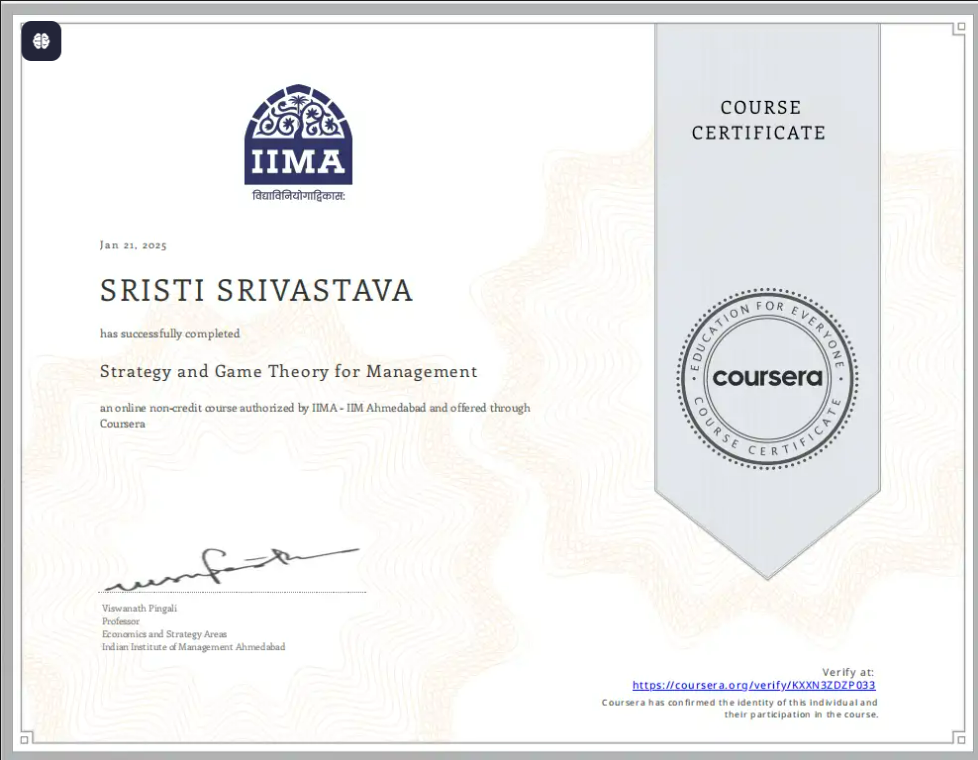 IIMA
विद्याविनियोगाद्विकास:
COURSE
CERTIFICATE
Jan 21, 2025
SRISTI SRIVASTAVA
has successfully completed
Strategy and Game Theory for Management
an online non-credit course authorized by IIMA - IIM Ahmedabad and offered through
Coursera
EDUCATION FOR EVERYONE
coursera
COURSE CERTIFICATE
Viswanath Pingali
Professor
Economics and Strategy Areas
Indian Institute of Management Ahmedabad
Verify at:
https://coursera.org/verify/KXXN3ZDZP033
Coursera has confirmed the identity of this individual and
their participation in the course.